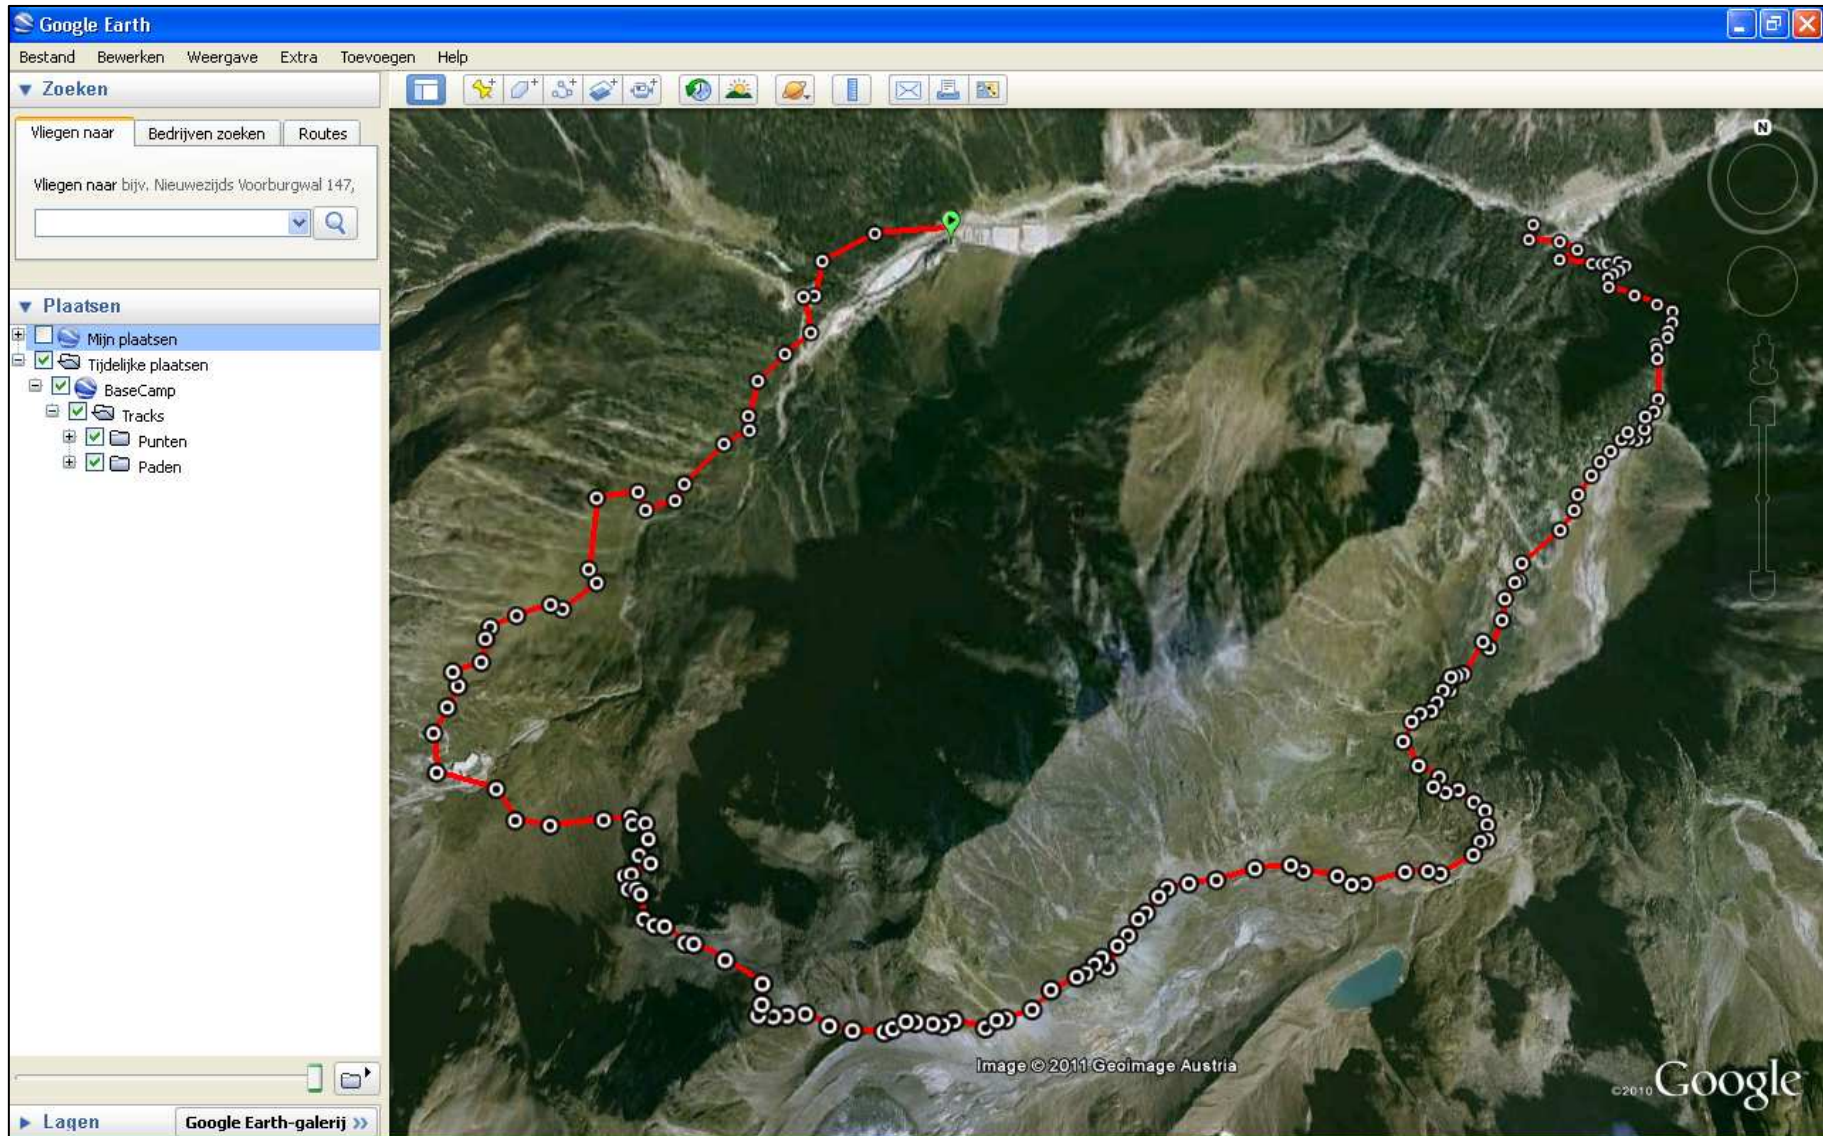 Google Earth
Bestand Bewerken Weergave Extra Toevoegen Help
Zoeken
Vliegen naar Bedrijven zoeken Routes
Vliegen naar bijv. Nieuwezijds Voorburgwal 147,
Plaatsen
Mijn plaatsen
Tijdelijke plaatsen
BaseCamp
Tracks
Punten
Paden
Lagen
Google Earth-galerij >>
N
Image © 2011 Geoimage Austria
©2010 Google